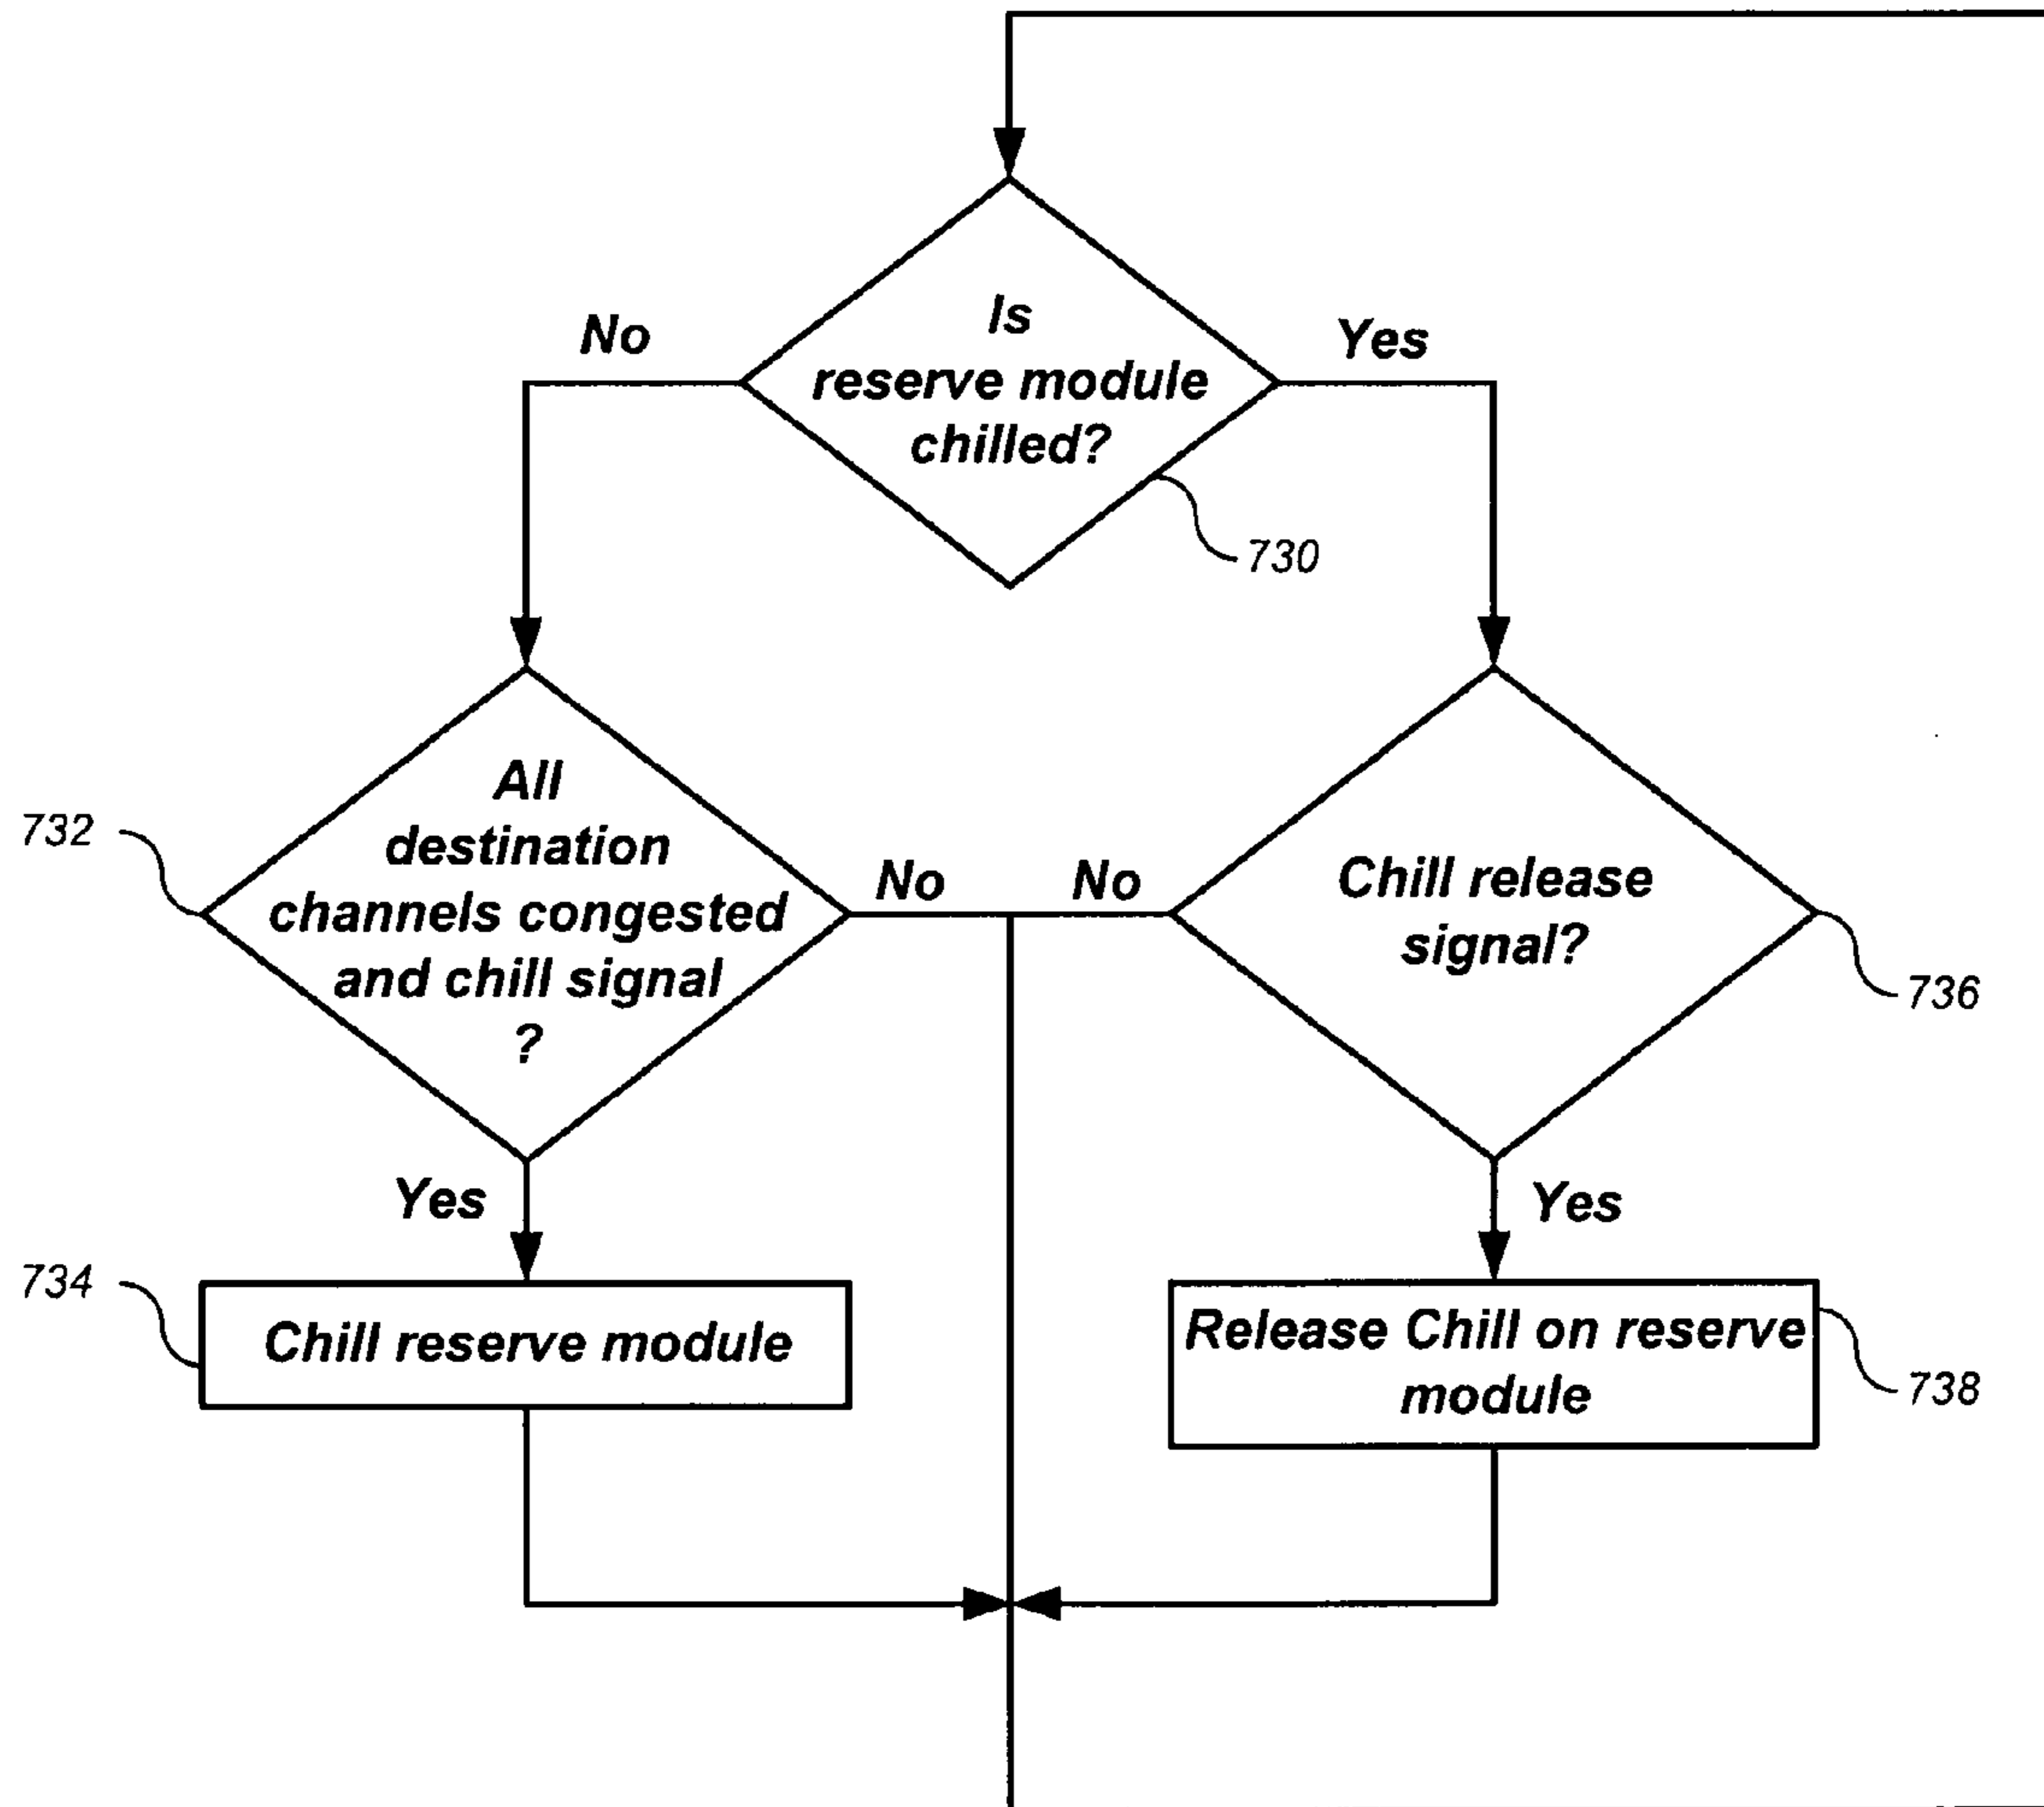 Is
reserve module
chilled?
No
Yes
730
All
destination
channels congested
and chill signal
?
732
No
No
Chill release
signal?
736
Yes
Yes
734
Chill reserve module
Release Chill on reserve
module
738